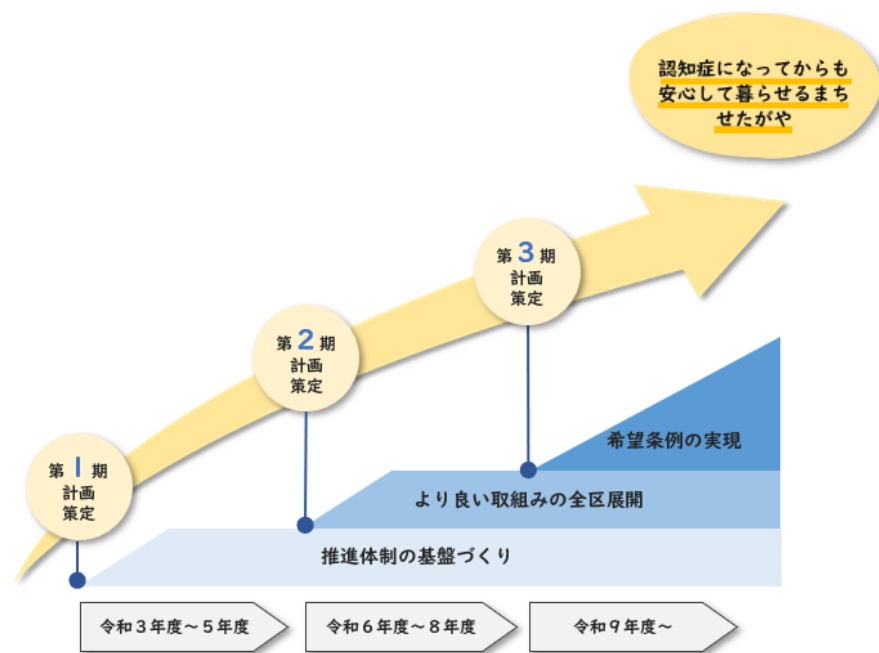 認知症になってからも
安心して暮らせるまち
せたがや
第3期
計画
策定
第2期
計画
策定
第1期
計画
策定
希望条例の実現
より良い取組みの全区展開
推進体制の基盤づくり
令和3年度～5年度
令和6年度～8年度
令和9年度～